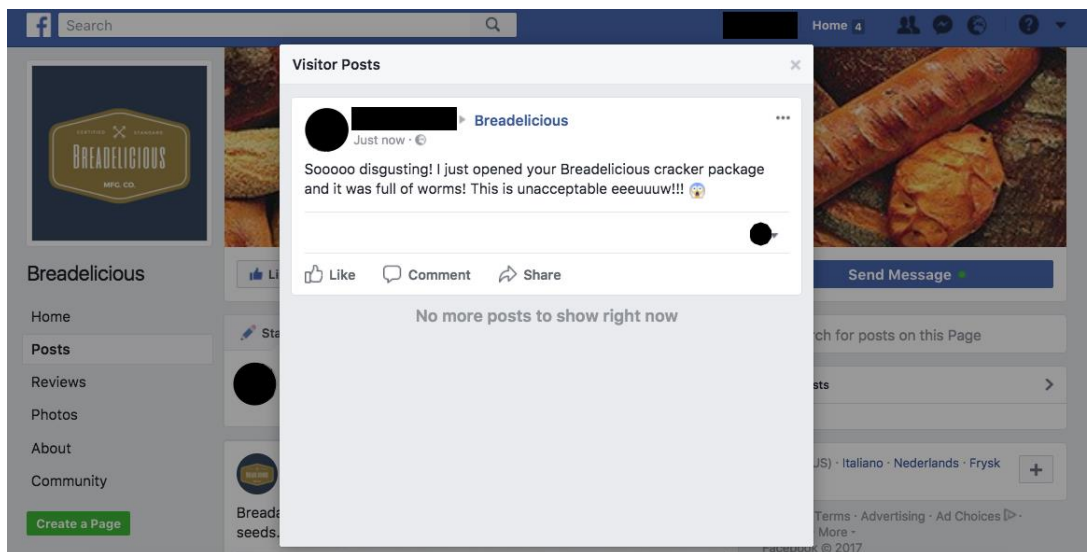 f Search
Home 4
?
Visitor Posts
×
Breadelicious
Just now ·
Sooooo disgusting! I just opened your Breadelicious cracker package
and it was full of worms! This is unacceptable eeeuuuw!!! 😱
Like Comment Share
No more posts to show right now
CERTIFIED STANDARD
BREADELICIOUS
MFG. CO.
Breadelicious
Home
Posts
Reviews
Photos
About
Community
Create a Page
Li
Sta
Breada
seeds.
Send Message
rch for posts on this Page
sts
US) · Italiano · Nederlands · Frysk
+
Terms · Advertising · Ad Choices ·
More
Facebook © 2017